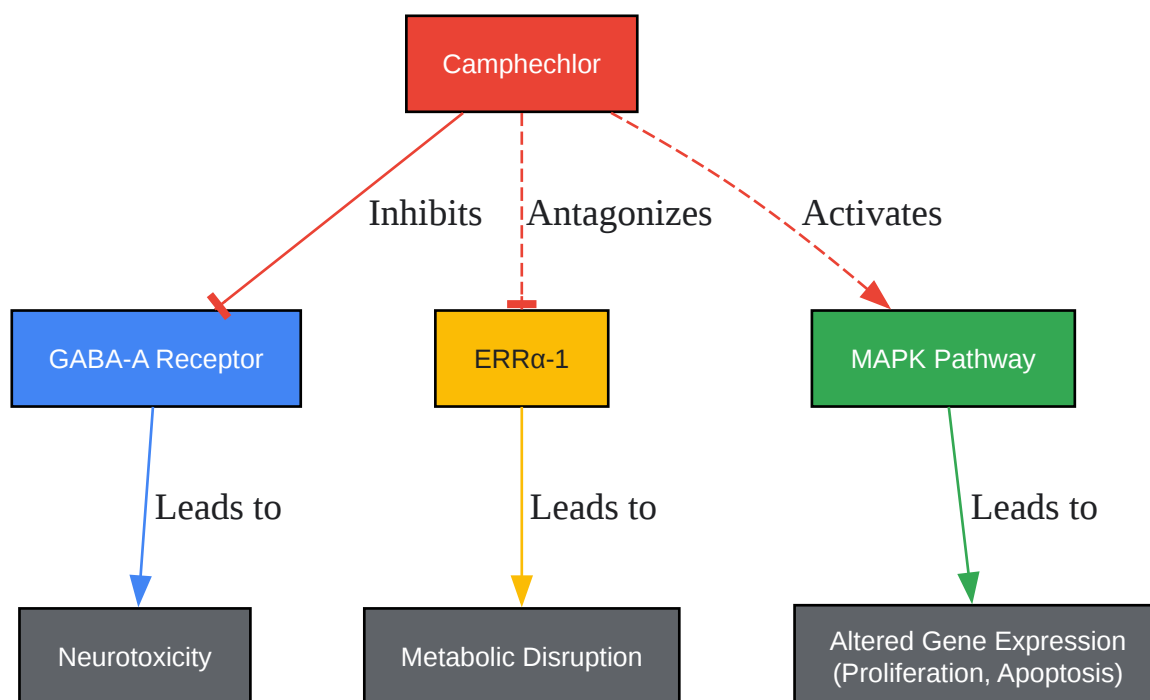 Camphechlor
Inhibits
Antagonizes
Activates
GABA-A Receptor
ERRα-1
MAPK Pathway
Leads to
Leads to
Leads to
Neurotoxicity
Metabolic Disruption
Altered Gene Expression
(Proliferation, Apoptosis)